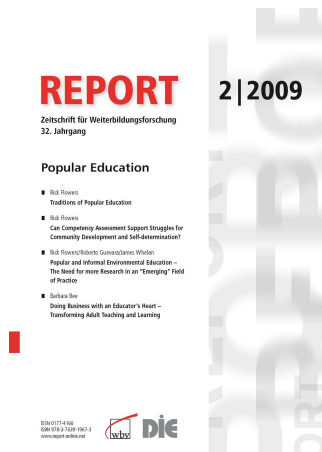 REPORT
2|2009
Zeitschrift für Weiterbildungsforschung
32. Jahrgang
Popular Education
■ Rick Flowers
Traditions of Popular Education
■ Rick Flowers
Can Competency Assessment Support Struggles for
Community Development and Self-determination?
■ Rick Flowers/Roberto Guevara/James Whelan
Popular and Informal Environmental Education –
The Need for more Research in an "Emerging" Field
of Practice
■ Barbara Bee
Doing Business with an Educator's Heart –
Transforming Adult Teaching and Learning
ISSN 0177-4166
ISBN 978-3-7639-1967-3
www.report-online.net
wbv
DIE